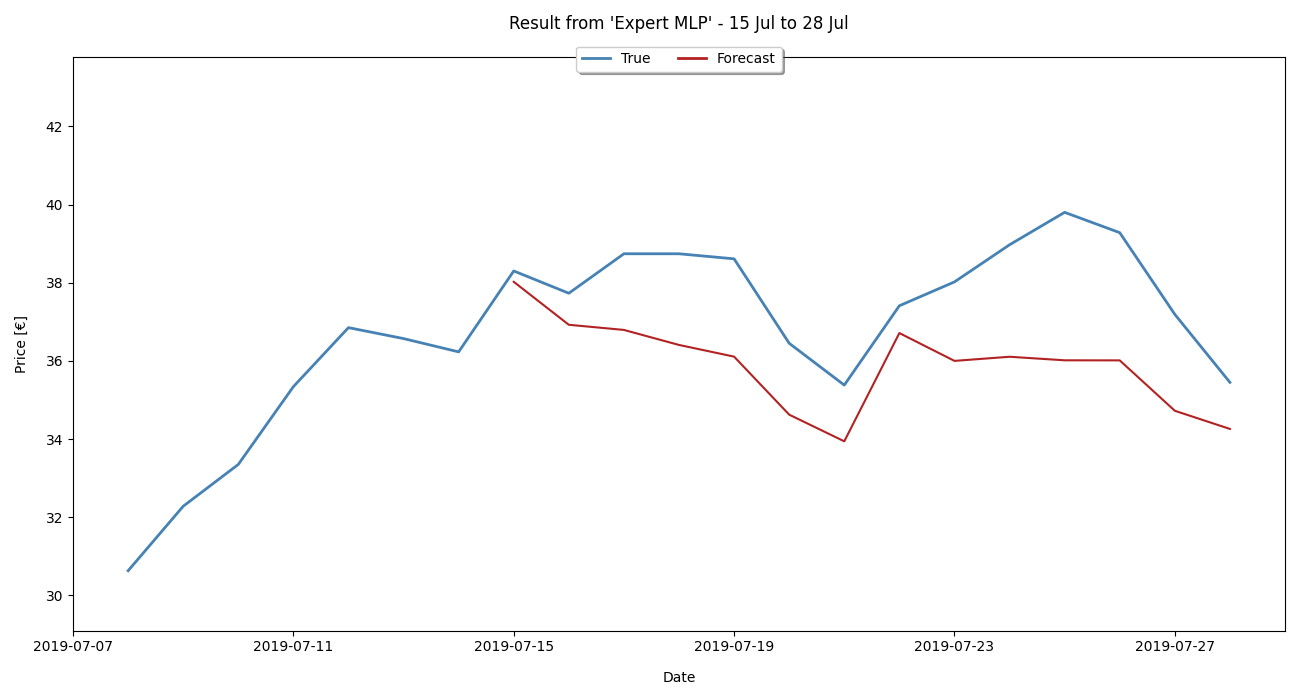 Result from 'Expert MLP' - 15 Jul to 28 Jul
True Forecast
42
40
38
36
34
32
30
Price [€]
2019-07-07 2019-07-11 2019-07-15 2019-07-19 2019-07-23 2019-07-27
Date